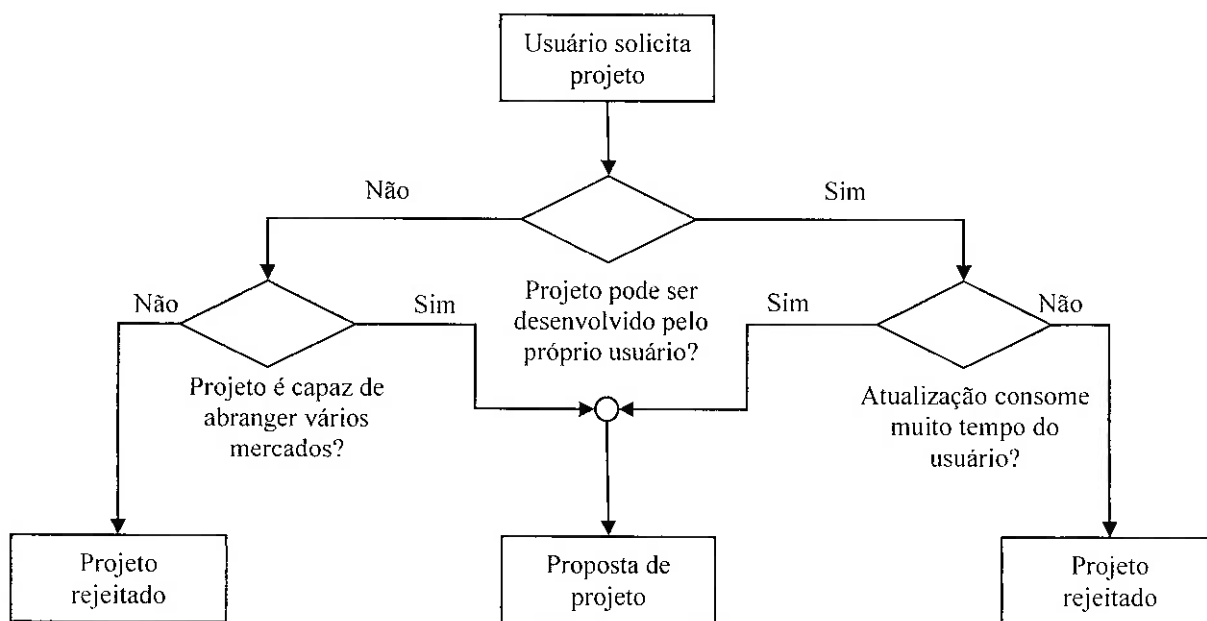 Usuário solicita
projeto
Não
Sim
Projeto pode ser
desenvolvido pelo
próprio usuário?
Não
Sim
Sim
Não
Projeto é capaz de
abranger vários
mercados?
Atualização consome
muito tempo do
usuário?
Projeto
rejeitado
Proposta de
projeto
Projeto
rejeitado